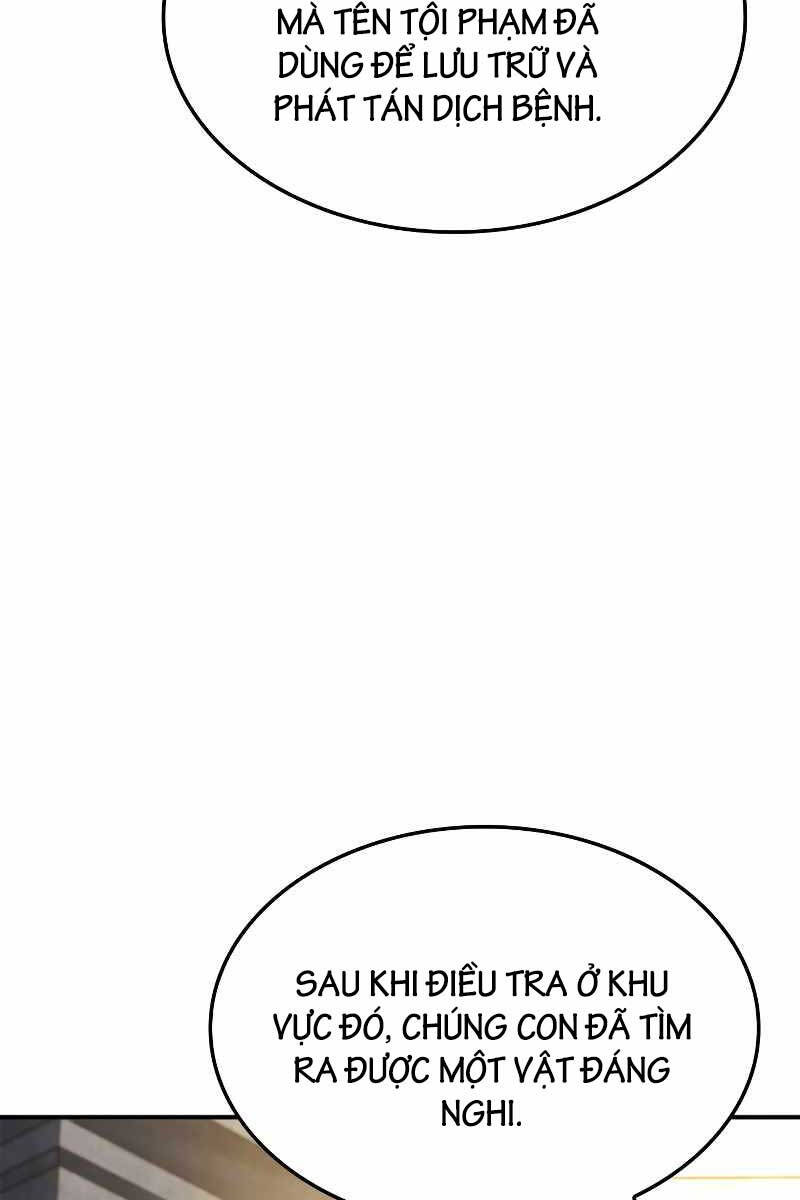 MÀ TÊN TỘI PHẠM ĐÃ
DÙNG ĐỂ LƯU TRỮ VÀ
PHÁT TÁN DỊCH BỆNH.
SAU KHI ĐIỀU TRA Ở KHU
VỰC ĐÓ, CHÚNG CON ĐÃ TÌM
RA ĐƯỢC MỘT VẬT ĐÁNG
NGHI.